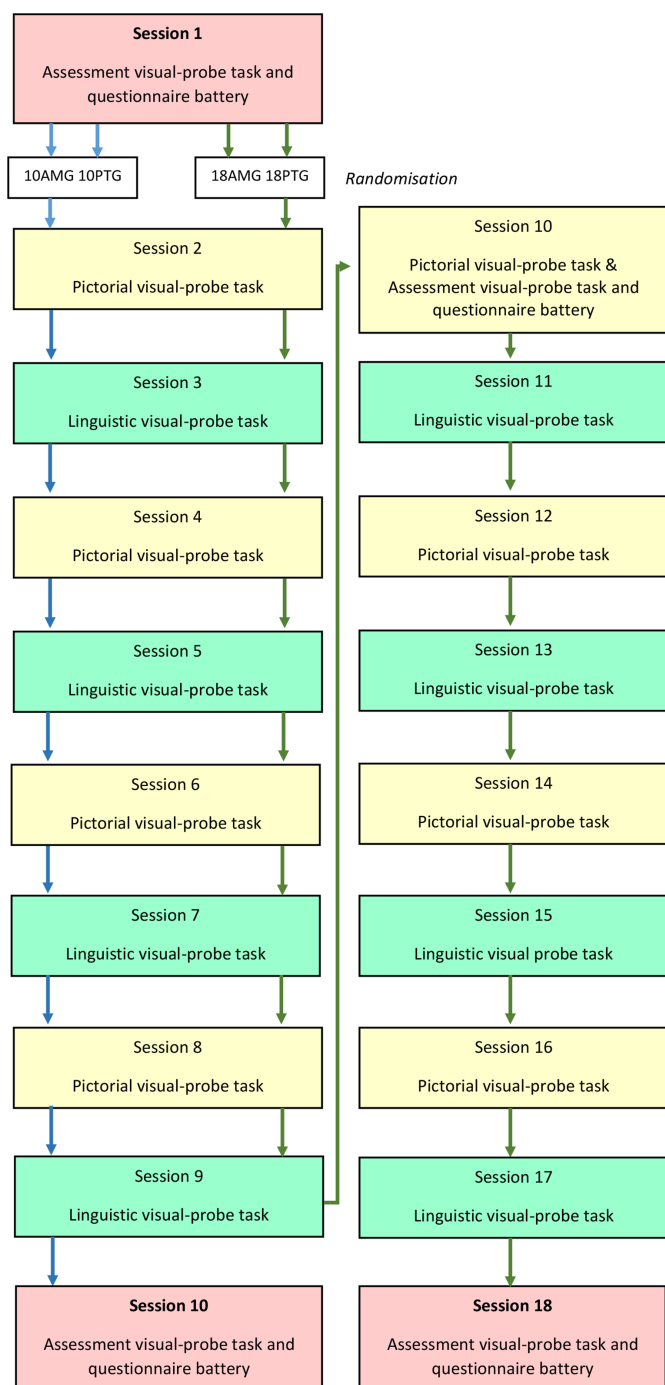 Session 1
Assessment visual-probe task and
questionnaire battery
10AMG 10PTG
18AMG 18PTG
Randomisation
Session 2
Pictorial visual-probe task
Session 3
Linguistic visual-probe task
Session 4
Pictorial visual-probe task
Session 5
Linguistic visual-probe task
Session 6
Pictorial visual-probe task
Session 7
Linguistic visual-probe task
Session 8
Pictorial visual-probe task
Session 9
Linguistic visual-probe task
Session 10
Assessment visual-probe task and
questionnaire battery
Session 10
Pictorial visual-probe task &
Assessment visual-probe task and
questionnaire battery
Session 11
Linguistic visual-probe task
Session 12
Pictorial visual-probe task
Session 13
Linguistic visual-probe task
Session 14
Pictorial visual-probe task
Session 15
Linguistic visual probe task
Session 16
Pictorial visual-probe task
Session 17
Linguistic visual-probe task
Session 18
Assessment visual-probe task and
questionnaire battery